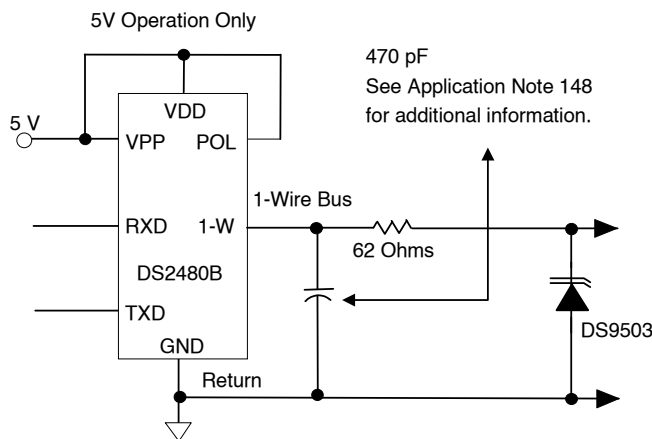 5V Operation Only
470 pF
See Application Note 148
for additional information.
VDD
5 V
VPP
POL
1-Wire Bus
RXD
1-W
62 Ohms
DS2480B
TXD
DS9503
GND
Return